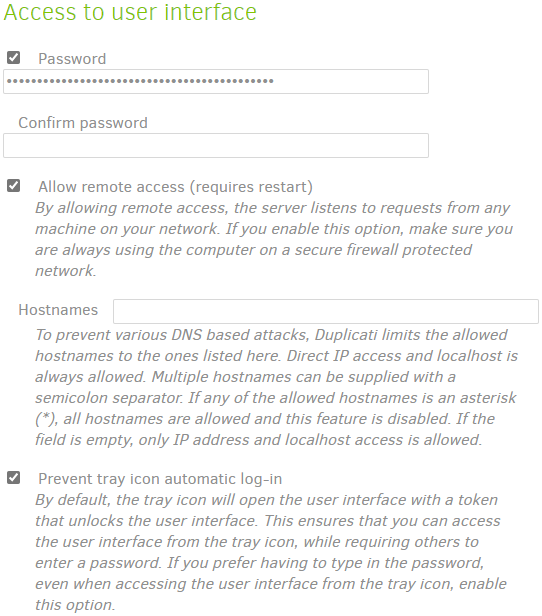 Access to user interface
Password
••••••••••••••••••••••••••••••••••••••••••••
Confirm password
Allow remote access (requires restart)
By allowing remote access, the server listens to requests from any
machine on your network. If you enable this option, make sure you
are always using the computer on a secure firewall protected
network.
Hostnames
To prevent various DNS based attacks, Duplicati limits the allowed
hostnames to the ones listed here. Direct IP access and localhost is
always allowed. Multiple hostnames can be supplied with a
semicolon separator. If any of the allowed hostnames is an asterisk
(*), all hostnames are allowed and this feature is disabled. If the
field is empty, only IP address and localhost access is allowed.
Prevent tray icon automatic log-in
By default, the tray icon will open the user interface with a token
that unlocks the user interface. This ensures that you can access
the user interface from the tray icon, while requiring others to
enter a password. If you prefer having to type in the password,
even when accessing the user interface from the tray icon, enable
this option.